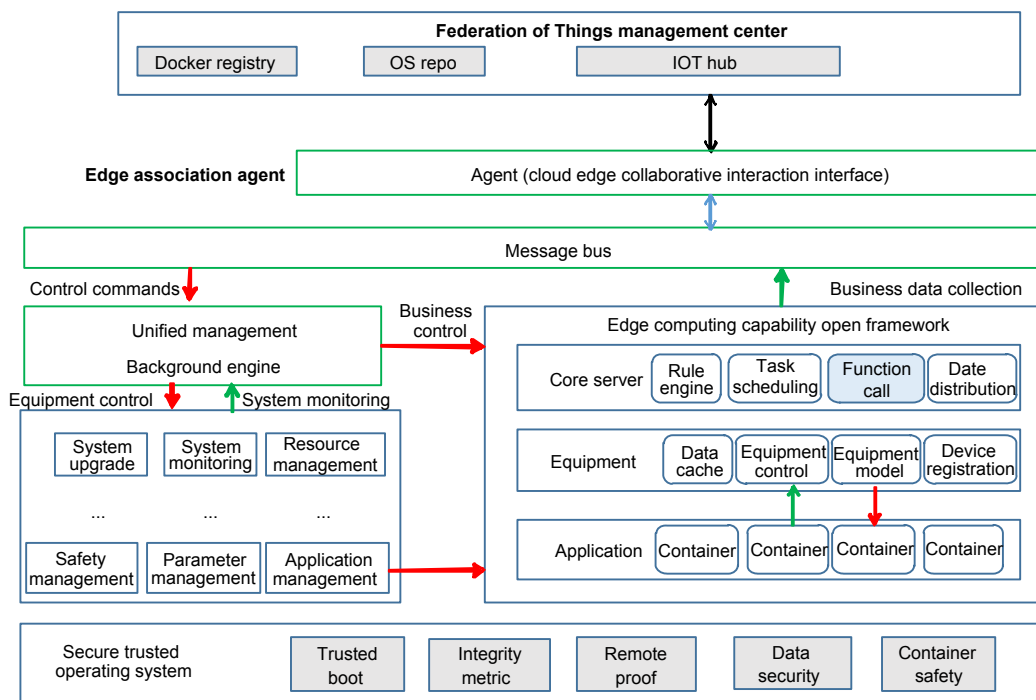 Federation of Things management center
Docker registry
OS repo
IOT hub
Edge association agent
Agent (cloud edge collaborative interaction interface)
Message bus
Control commands
Business data collection
Unified management
Background engine
Business
control
Edge computing capability open framework
Core server
Rule
engine
Task
scheduling
Function
call
Date
distribution
Equipment control
System monitoring
System
upgrade
System
monitoring
Resource
management
Equipment
Data
cache
Equipment
control
Equipment
model
Device
registration
...
...
...
Safety
management
Parameter
management
Application
management
Application
Container
Container
Container
Container
Secure trusted
operating system
Trusted
boot
Integrity
metric
Remote
proof
Data
security
Container
safety